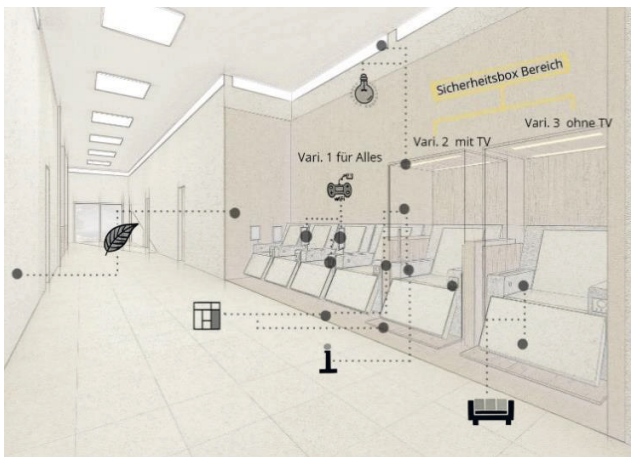 Sicherheitsbox Bereich
Vari. 3 ohne TV
Vari. 2 mit TV
Vari. 1 für Alles